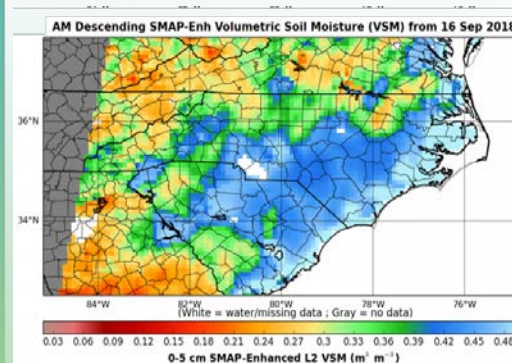 AM Descending SMAP-Enh Volumetric Soil Moisture (VSM) from 16 Sep 2018
36°N
34°N
84°W 82°W 80°W 78°W 76°W
(White = water/missing data ; Gray = no data)
0.03 0.06 0.09 0.12 0.15 0.18 0.21 0.24 0.27 0.3 0.33 0.36 0.39 0.42 0.45 0.48
0-5 cm SMAP-Enhanced L2 VSM (m³ m⁻³)